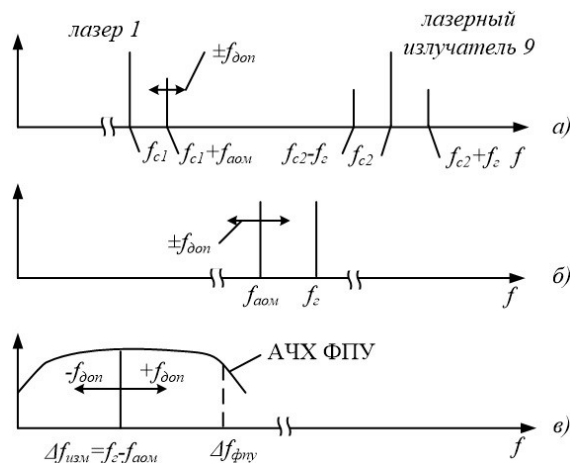 лазер 1
лазерный
излучатель 9
±fдоп
fс1
fс1+fаом
fс2-fг
fс2
fс2+fг
f
а)
±fдоп
fаом
fг
f
б)
АЧХ ФПУ
-fдоп
+fдоп
Δfизм=fг-fаом
Δfфпу
f
в)